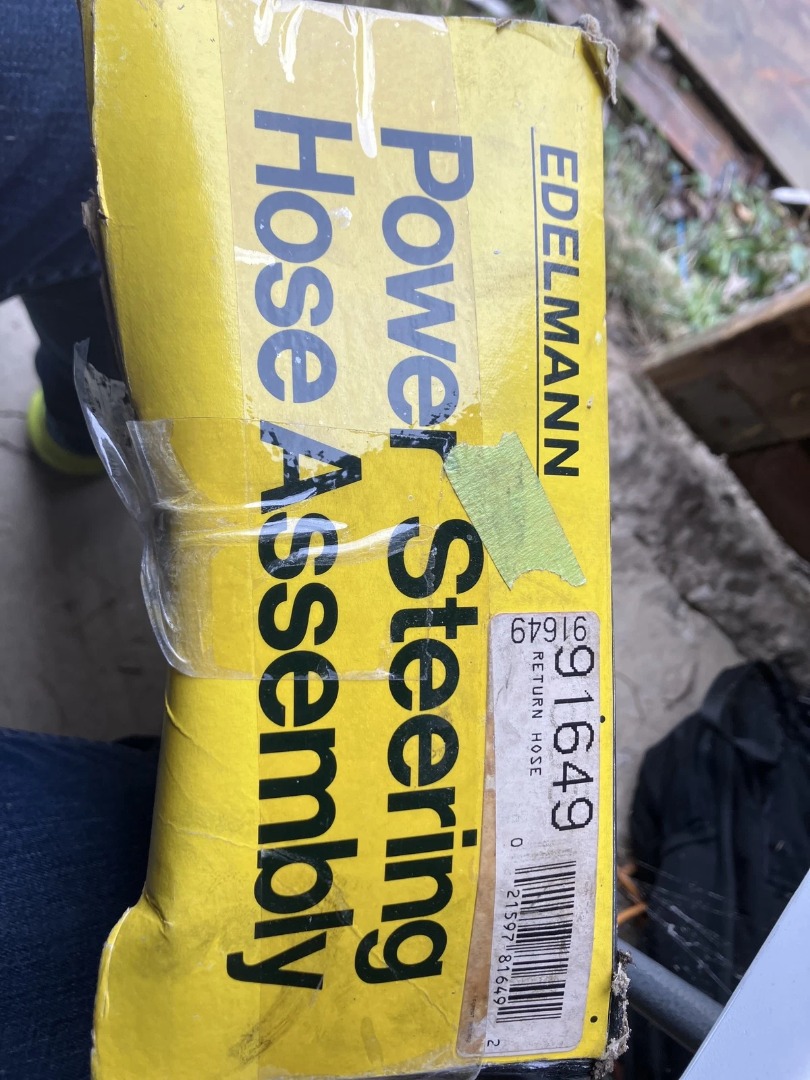 EDELMANN
Power Steering
Hose Assembly
91649
91649
RETURN HOSE
0 21597 81649 2